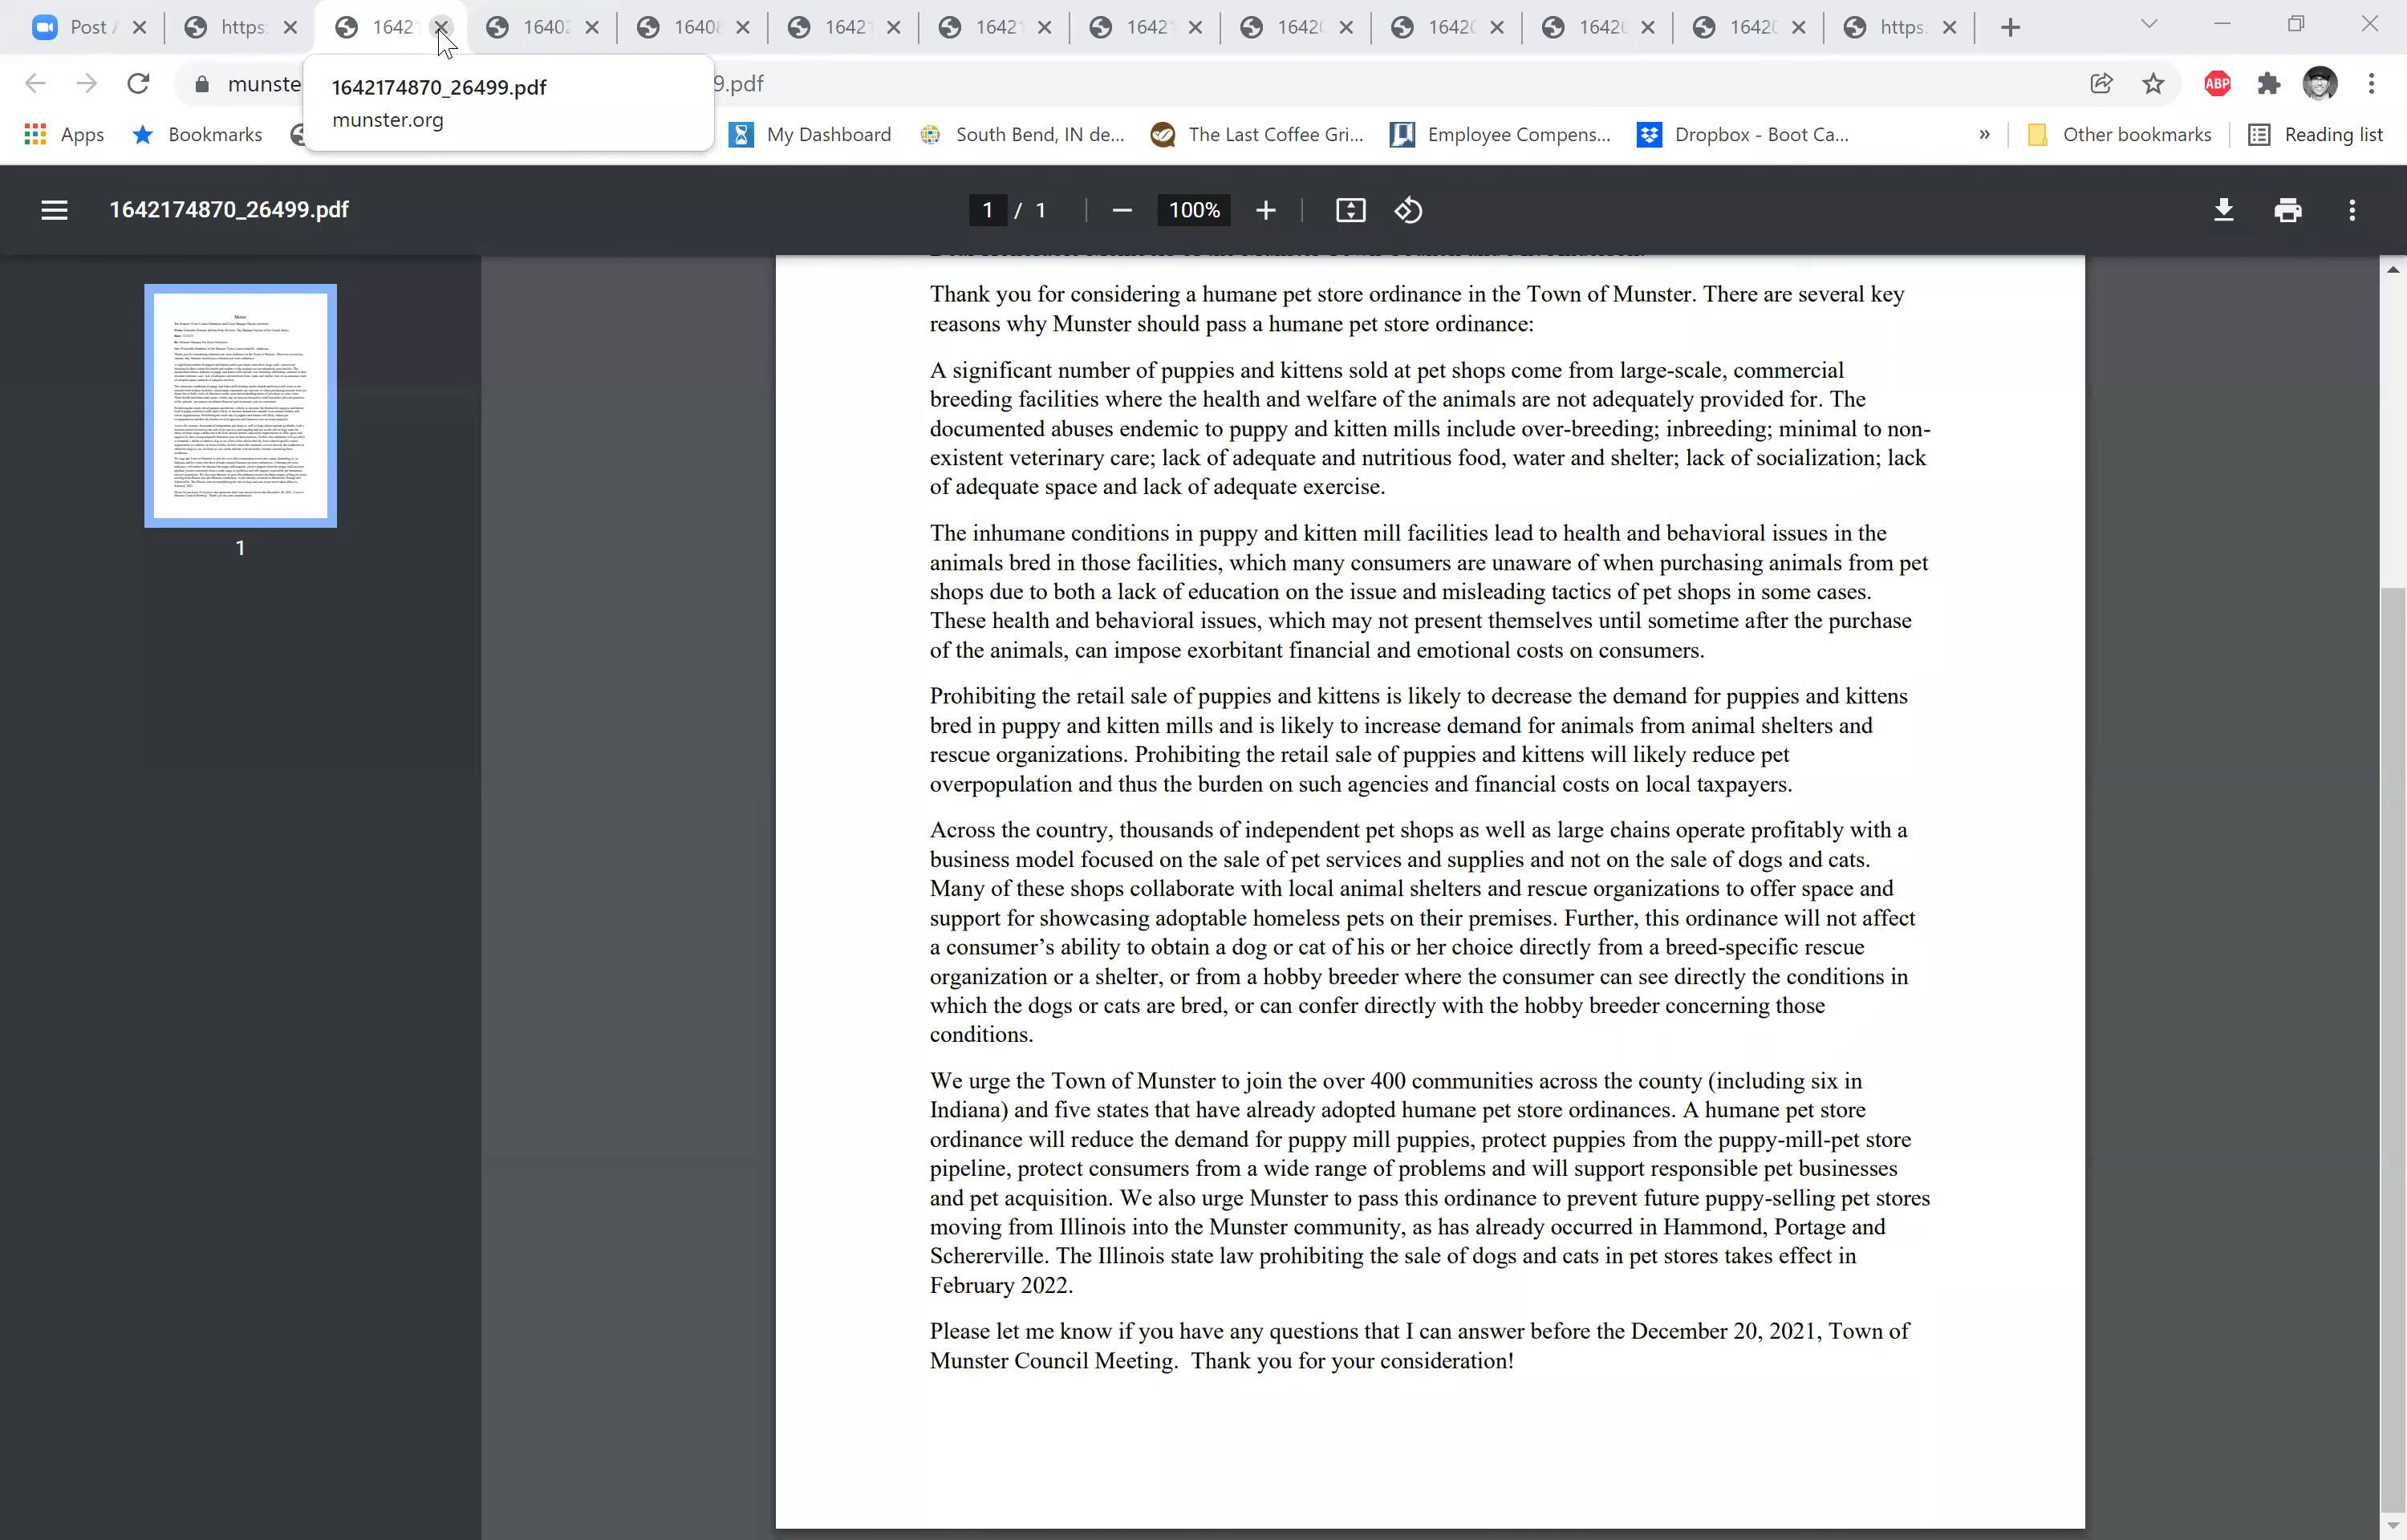 Post
https:
1642
1640
1640
1642
1642
1642
1642
1642
1642
1642
https:
munste
9.pdf
1642174870_26499.pdf
munster.org
ABP
Apps
Bookmarks
My Dashboard
South Bend, IN de...
The Last Coffee Gri...
Employee Compens...
Dropbox - Boot Ca...
»
Other bookmarks
Reading list
1642174870_26499.pdf
1 / 1
100%
1
Thank you for considering a humane pet store ordinance in the Town of Munster. There are several key
reasons why Munster should pass a humane pet store ordinance:
A significant number of puppies and kittens sold at pet shops come from large-scale, commercial
breeding facilities where the health and welfare of the animals are not adequately provided for. The
documented abuses endemic to puppy and kitten mills include over-breeding; inbreeding; minimal to non-
existent veterinary care; lack of adequate and nutritious food, water and shelter; lack of socialization; lack
of adequate space and lack of adequate exercise.
The inhumane conditions in puppy and kitten mill facilities lead to health and behavioral issues in the
animals bred in those facilities, which many consumers are unaware of when purchasing animals from pet
shops due to both a lack of education on the issue and misleading tactics of pet shops in some cases.
These health and behavioral issues, which may not present themselves until sometime after the purchase
of the animals, can impose exorbitant financial and emotional costs on consumers.
Prohibiting the retail sale of puppies and kittens is likely to decrease the demand for puppies and kittens
bred in puppy and kitten mills and is likely to increase demand for animals from animal shelters and
rescue organizations. Prohibiting the retail sale of puppies and kittens will likely reduce pet
overpopulation and thus the burden on such agencies and financial costs on local taxpayers.
Across the country, thousands of independent pet shops as well as large chains operate profitably with a
business model focused on the sale of pet services and supplies and not on the sale of dogs and cats.
Many of these shops collaborate with local animal shelters and rescue organizations to offer space and
support for showcasing adoptable homeless pets on their premises. Further, this ordinance will not affect
a consumer’s ability to obtain a dog or cat of his or her choice directly from a breed-specific rescue
organization or a shelter, or from a hobby breeder where the consumer can see directly the conditions in
which the dogs or cats are bred, or can confer directly with the hobby breeder concerning those
conditions.
We urge the Town of Munster to join the over 400 communities across the county (including six in
Indiana) and five states that have already adopted humane pet store ordinances. A humane pet store
ordinance will reduce the demand for puppy mill puppies, protect puppies from the puppy-mill-pet store
pipeline, protect consumers from a wide range of problems and will support responsible pet businesses
and pet acquisition. We also urge Munster to pass this ordinance to prevent future puppy-selling pet stores
moving from Illinois into the Munster community, as has already occurred in Hammond, Portage and
Schererville. The Illinois state law prohibiting the sale of dogs and cats in pet stores takes effect in
February 2022.
Please let me know if you have any questions that I can answer before the December 20, 2021, Town of
Munster Council Meeting.  Thank you for your consideration!